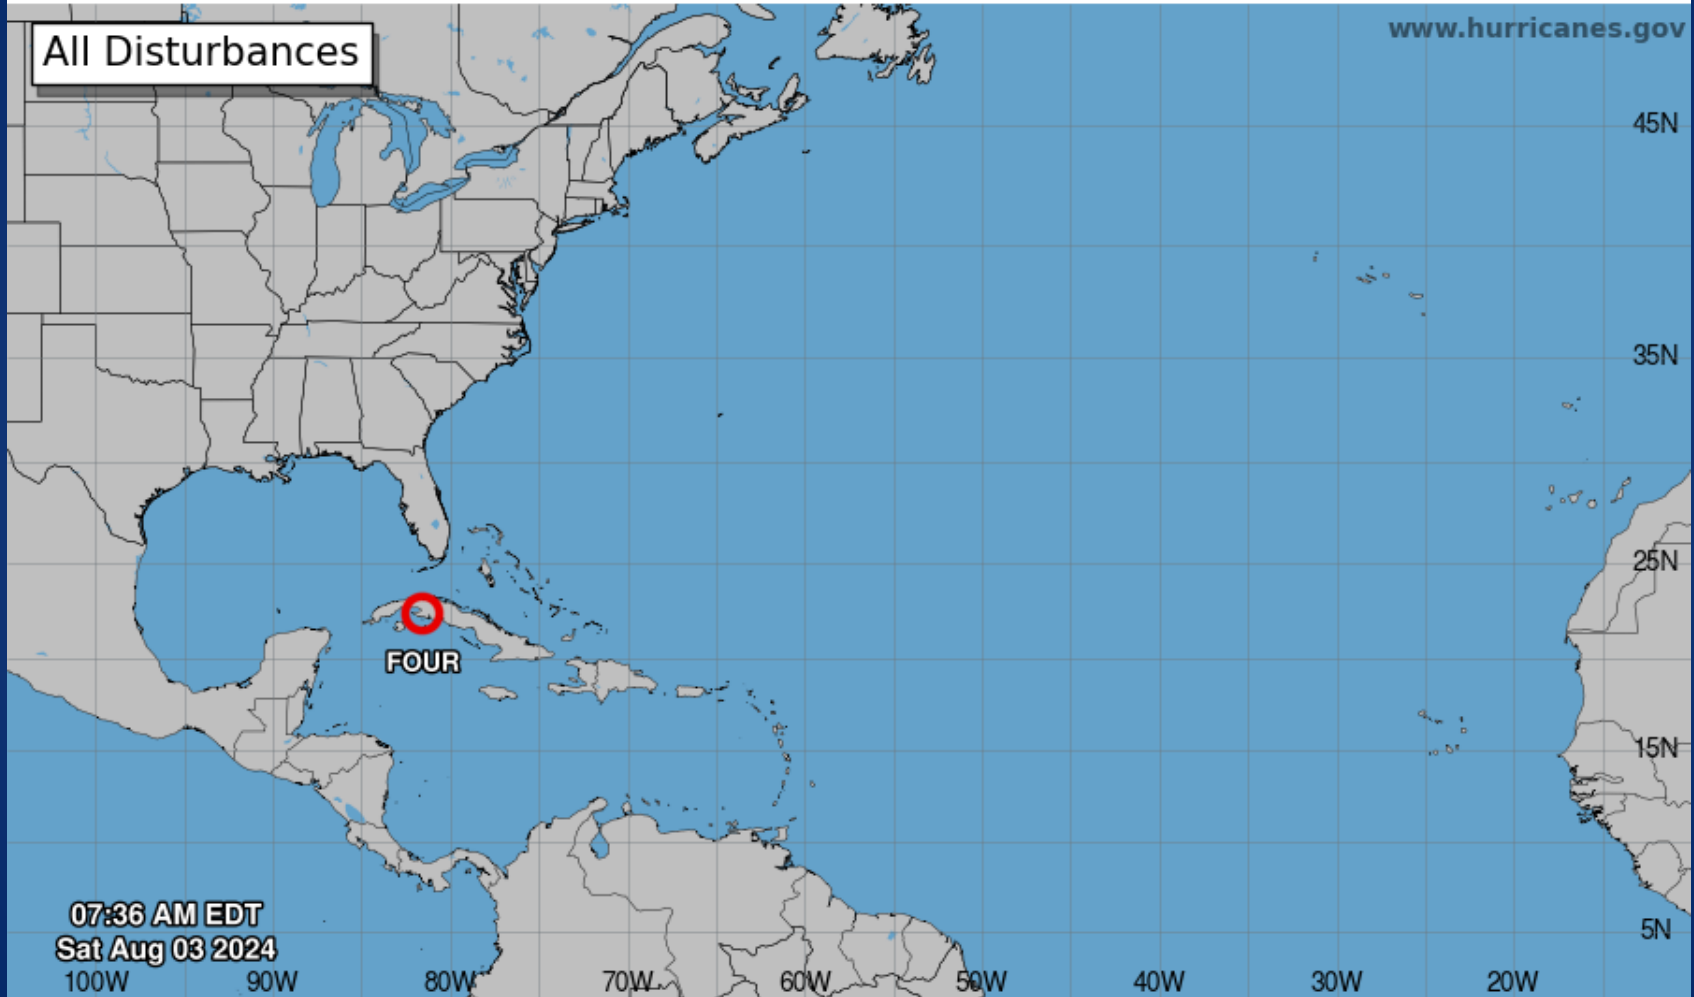 All Disturbances
www.hurricanes.gov
45N
35N
25N
FOUR
15N
07:36 AM EDT
5N
Sat Aug 03 2024
100W 90W 80W 70W 60W 50W 40W 30W 20W